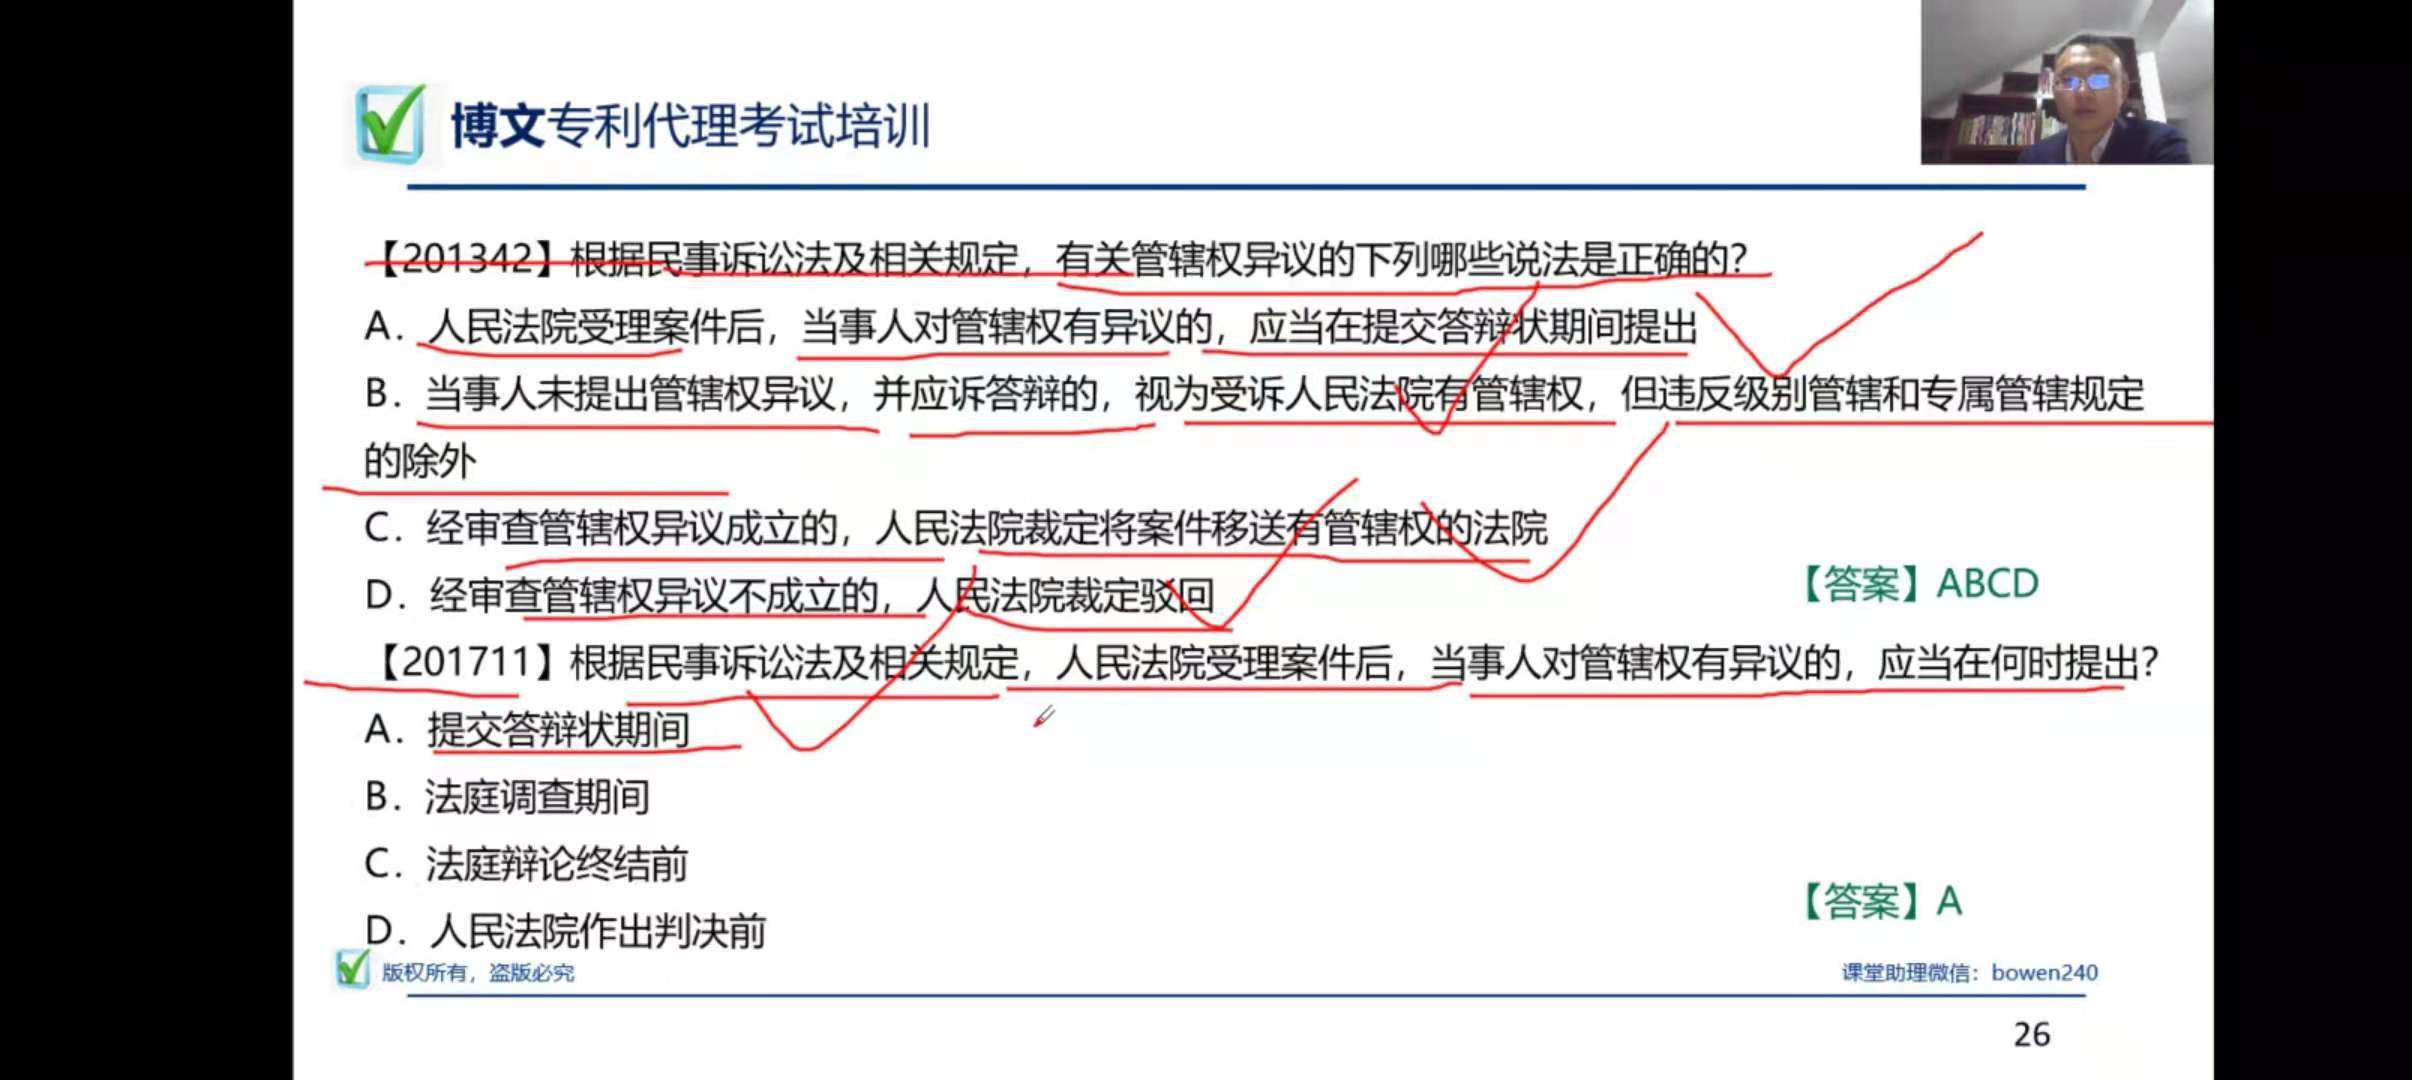 博文专利代理考试培训
【201342】根据民事诉讼法及相关规定，有关管辖权异议的下列哪些说法是正确的？
A．人民法院受理案件后，当事人对管辖权有异议的，应当在提交答辩状期间提出
B．当事人未提出管辖权异议，并应诉答辩的，视为受诉人民法院有管辖权，但违反级别管辖和专属管辖规定
的除外
C．经审查管辖权异议成立的，人民法院裁定将案件移送有管辖权的法院
D．经审查管辖权异议不成立的，人民法院裁定驳回
【答案】ABCD
【201711】根据民事诉讼法及相关规定，人民法院受理案件后，当事人对管辖权有异议的，应当在何时提出？
A．提交答辩状期间
B．法庭调查期间
C．法庭辩论终结前
D．人民法院作出判决前
【答案】A
版权所有，盗版必究
课堂助理微信：bowen240
26